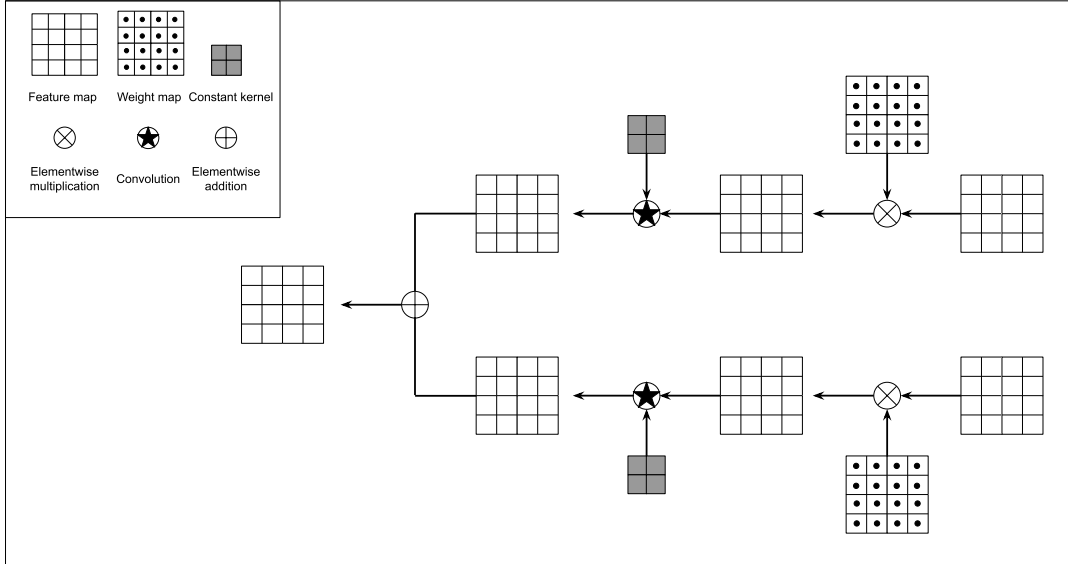 Feature map
Weight map
Constant kernel
Elementwise
multiplication
Convolution
Elementwise
addition